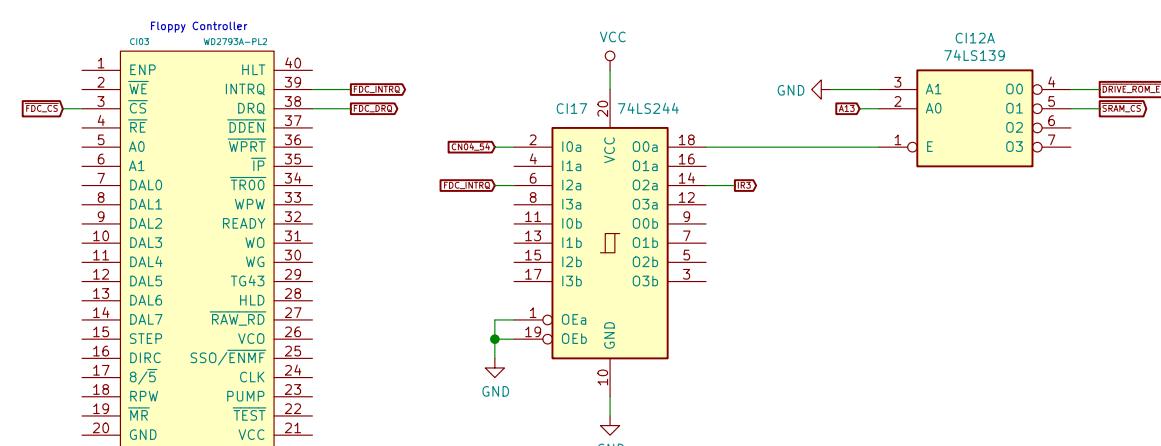 Floppy Controller
CI03 WD2793A-PL2
1 ENP HLT 40
2 WE INTRQ 39 FDC_INTRQ
FDC_CS 3 CS DRQ 38 FDC_DRQ
4 RE DDEN 37
5 A0 WPRT 36
6 A1 IP 35
7 DAL0 TR00 34
8 DAL1 WPW 33
9 DAL2 READY 32
10 DAL3 WO 31
11 DAL4 WG 30
12 DAL5 TG43 29
13 DAL6 HLD 28
14 DAL7 RAW_RD 27
15 STEP VCO 26
16 DIRC SSO/ENMF 25
17 8/5 CLK 24
18 RPW PUMP 23
19 MR TEST 22
20 GND VCC 21
VCC
CI17 20 74LS244
VCC
CN04_54 2 I0a O0a 18
4 I1a O1a 16
FDC_INTRQ 6 I2a O2a 14 IR3
8 I3a O3a 12
11 I0b O0b 9
13 I1b O1b 7
15 I2b O2b 5
17 I3b O3b 3
1 OEa
19 OEb
GND
10
GND
CI12A
74LS139
GND 3 A1 O0 4 DRIVE_ROM_E
A13 2 A0 O1 5 SRAM_CS
O2 6
1 E O3 7